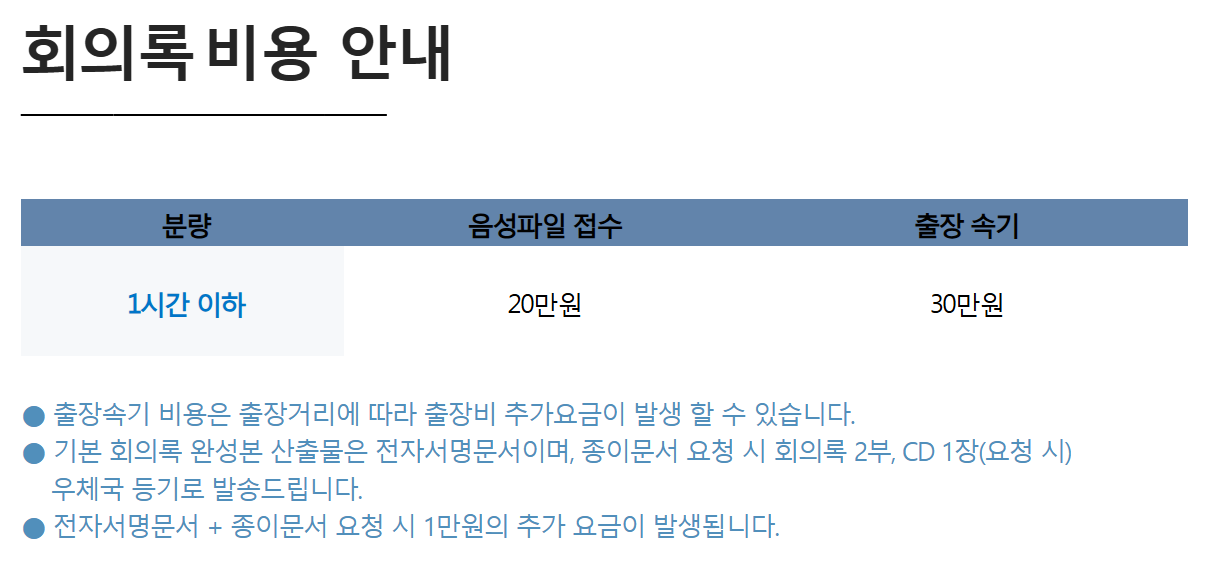 회의록 비용 안내
분량 음성파일 접수 출장 속기
1시간 이하 20만원 30만원
● 출장속기 비용은 출장거리에 따라 출장비 추가요금이 발생 할 수 있습니다.
● 기본 회의록 완성본 산출물은 전자서명문서이며, 종이문서 요청 시 회의록 2부, CD 1장(요청 시)
우체국 등기로 발송드립니다.
● 전자서명문서 + 종이문서 요청 시 1만원의 추가 요금이 발생됩니다.